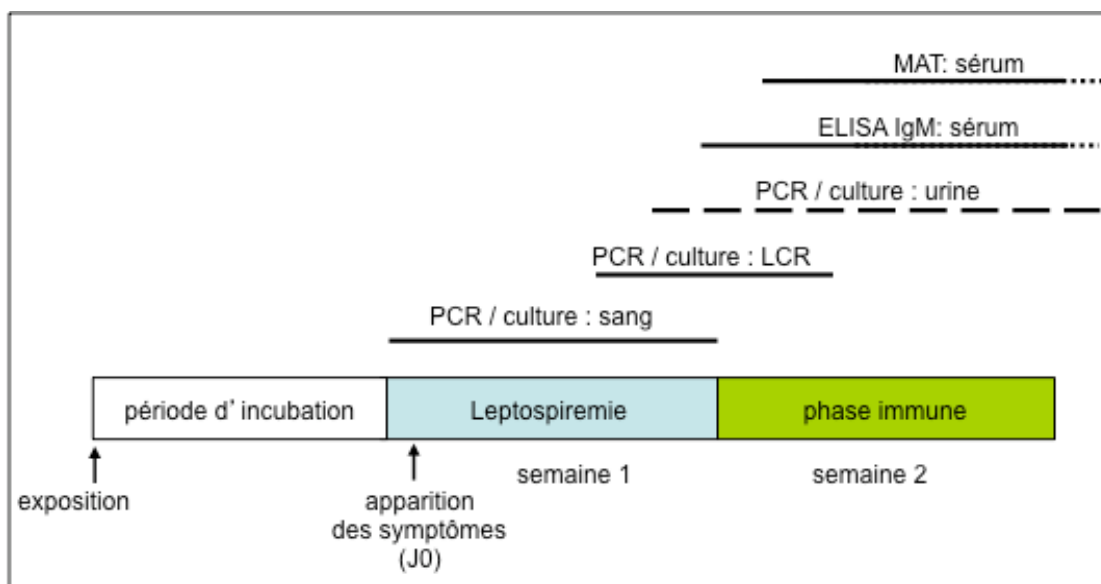 MAT: sérum
ELISA IgM: sérum
PCR / culture : urine
PCR / culture : LCR
PCR / culture : sang
période d' incubation
Leptospiremie
phase immune
exposition
apparition
des symptômes
(J0)
semaine 1
semaine 2